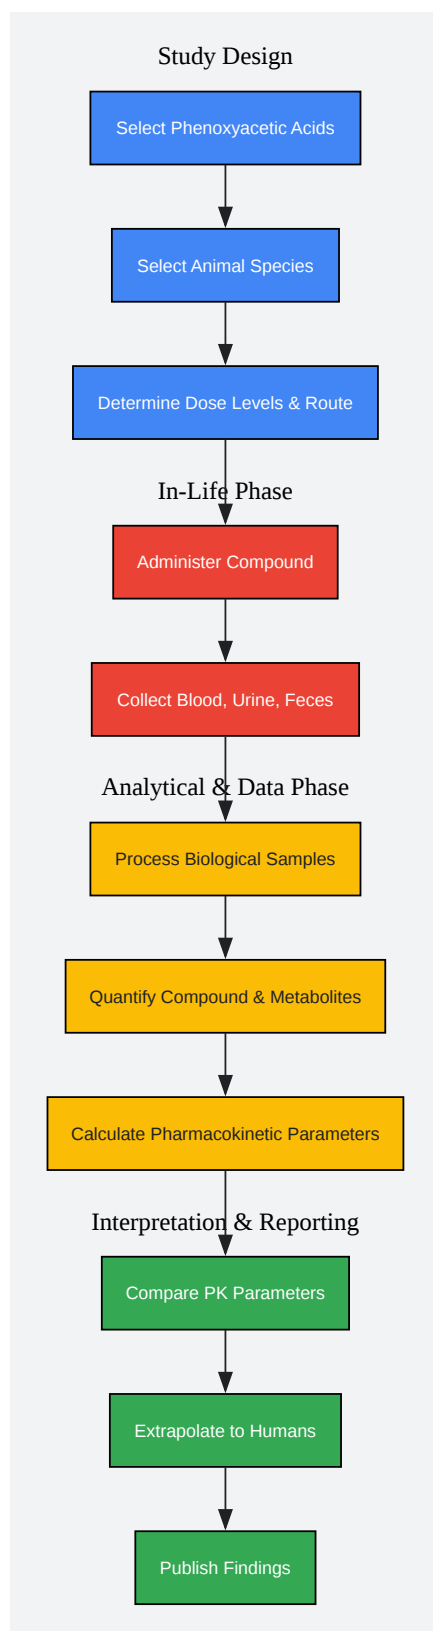 Study Design
Select Phenoxyacetic Acids
Select Animal Species
Determine Dose Levels & Route
In-Life Phase
Administer Compound
Collect Blood, Urine, Feces
Analytical & Data Phase
Process Biological Samples
Quantify Compound & Metabolites
Calculate Pharmacokinetic Parameters
Interpretation & Reporting
Compare PK Parameters
Extrapolate to Humans
Publish Findings